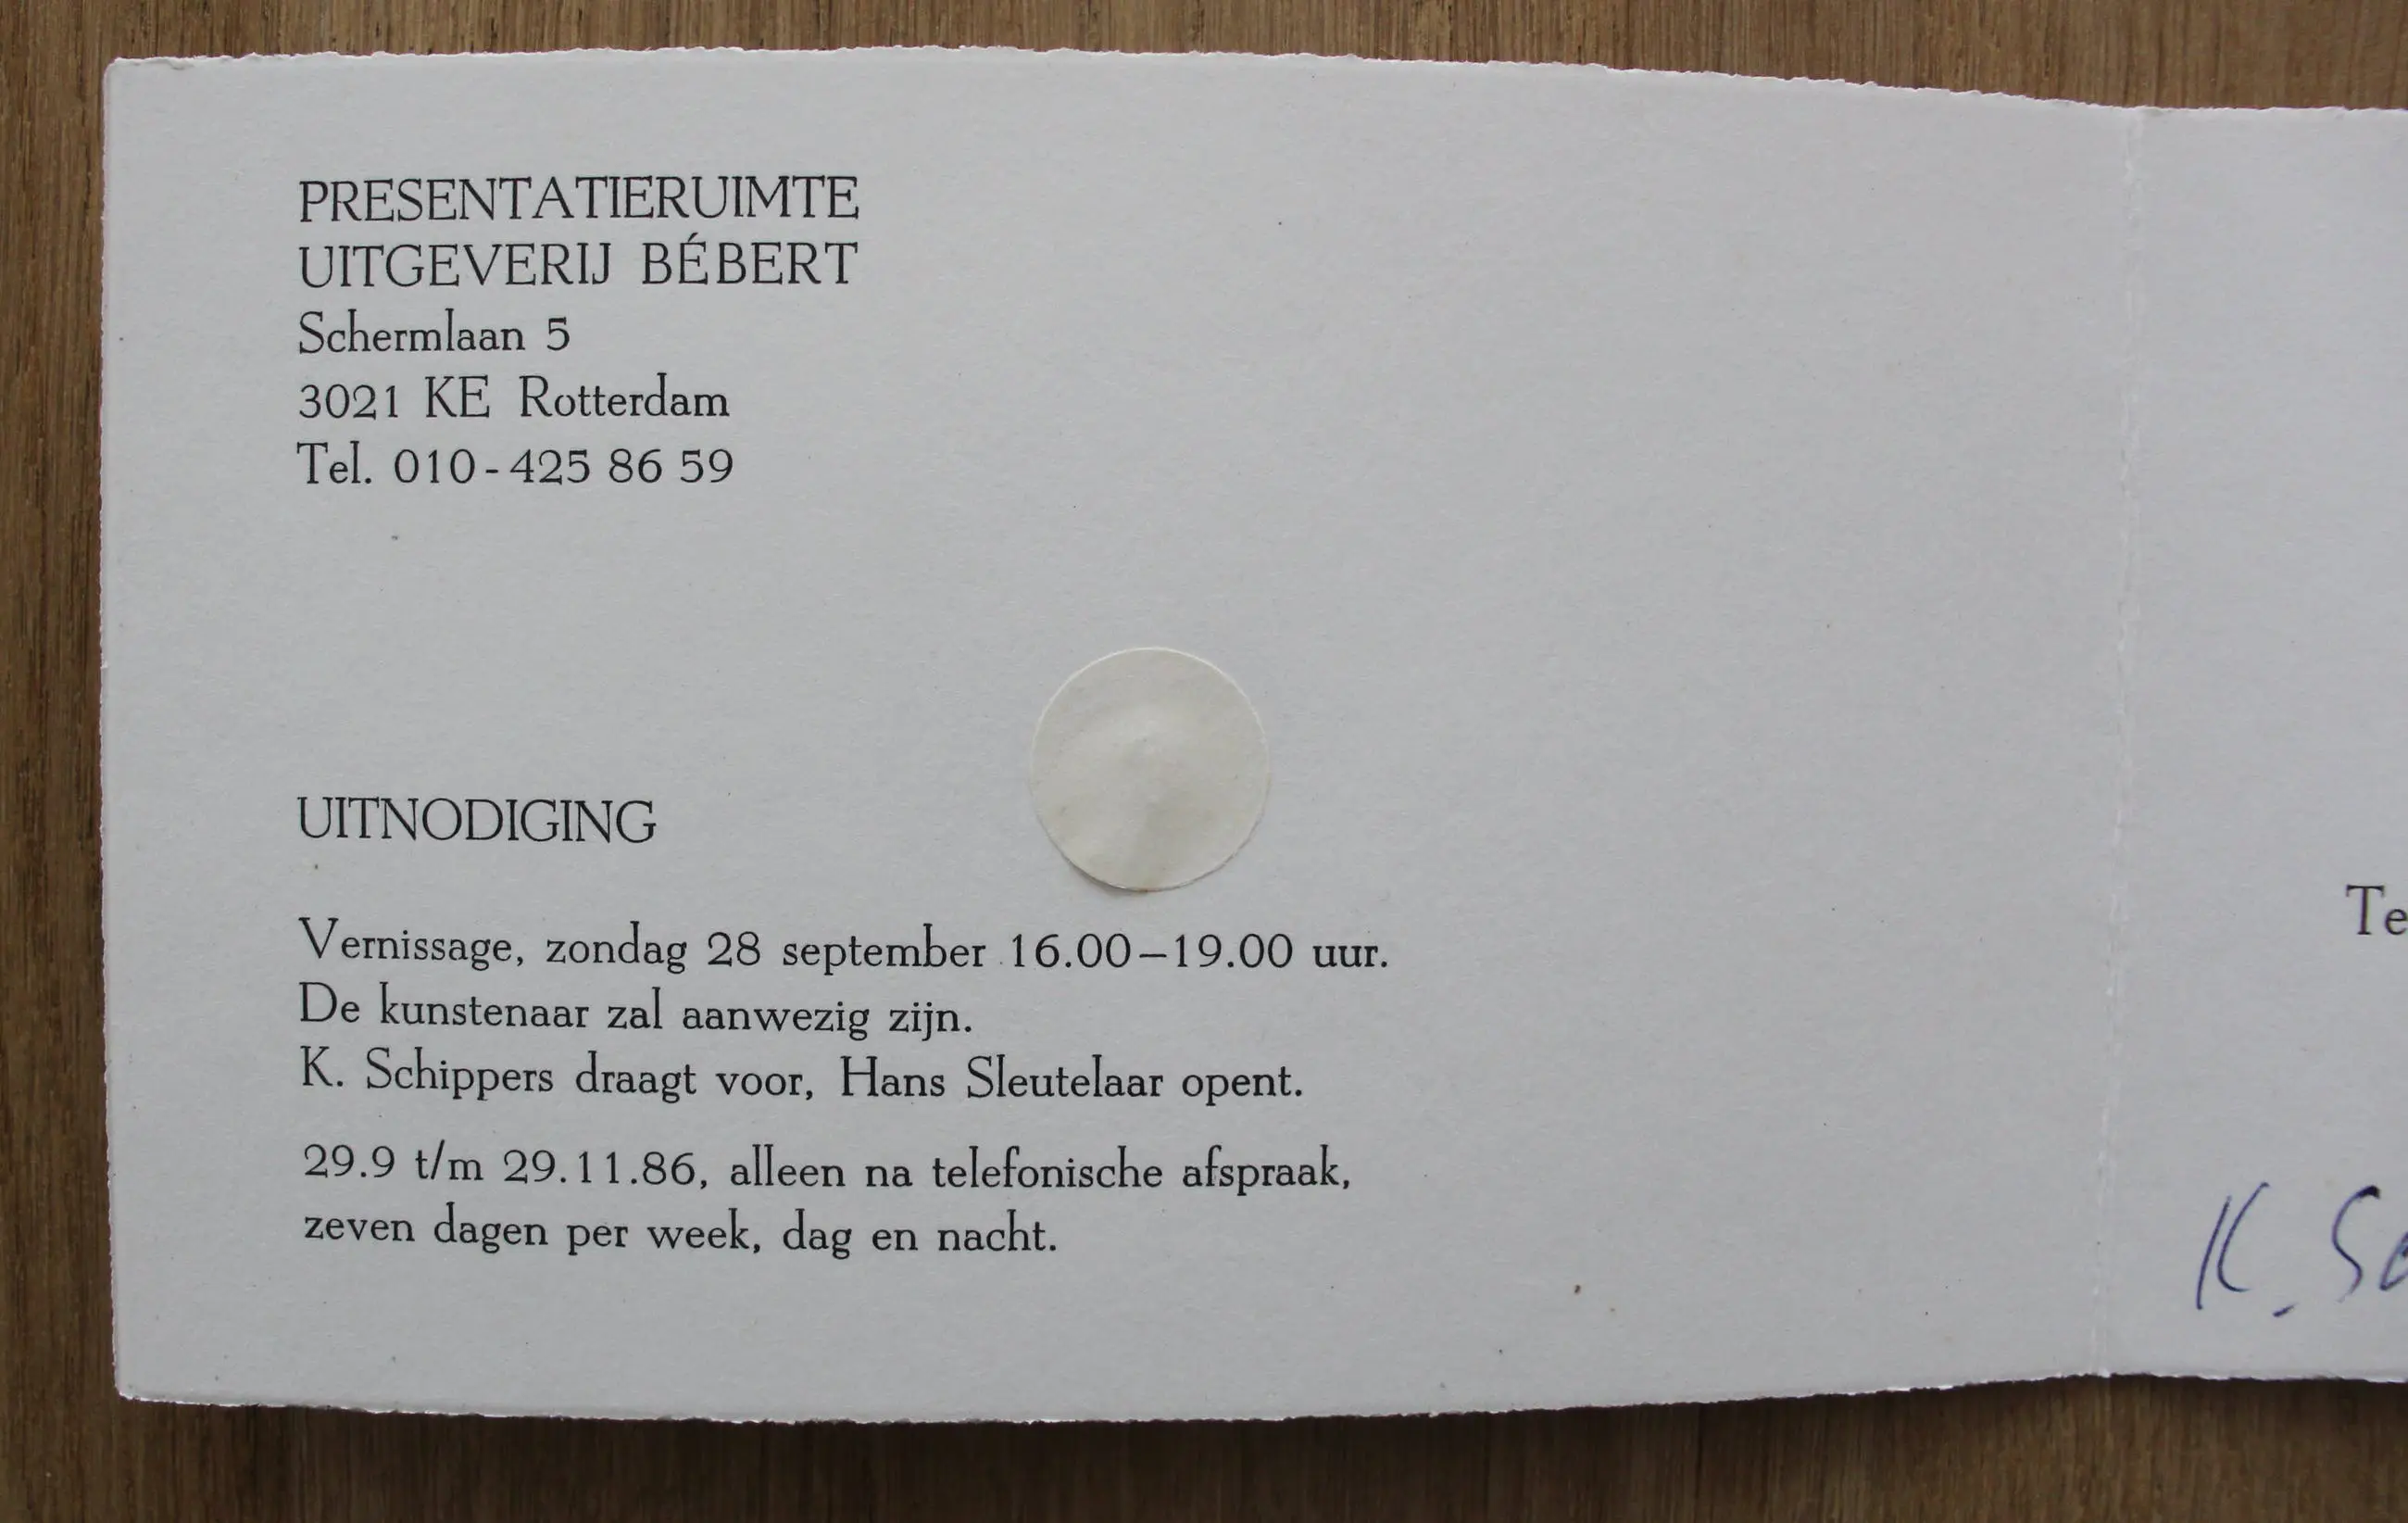 PRESENTATIERUIMTE
UITGEVERIJ BÉBERT
Schermlaan 5
3021 KE Rotterdam
Tel. 010-425 86 59
UITNODIGING
Vernissage, zondag 28 september 16.00–19.00 uur.
De kunstenaar zal aanwezig zijn.
K. Schippers draagt voor, Hans Sleutelaar opent.
29.9 t/m 29.11.86, alleen na telefonische afspraak,
zeven dagen per week, dag en nacht.
Te
K. S